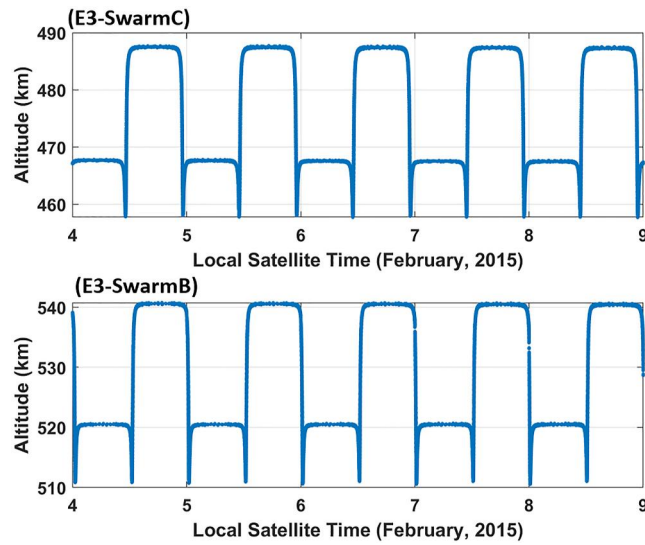 (E3-SwarmC)
490
480
470
460
Altitude (km)
4 5 6 7 8 9
Local Satellite Time (February, 2015)
(E3-SwarmB)
540
530
520
510
Altitude (km)
4 5 6 7 8 9
Local Satellite Time (February, 2015)